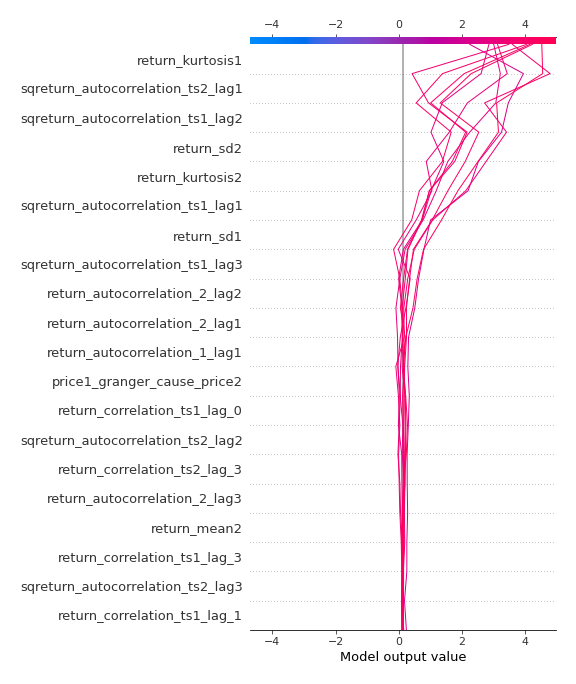 −4 −2 0 2 4
return_kurtosis1
sqreturn_autocorrelation_ts2_lag1
sqreturn_autocorrelation_ts1_lag2
return_sd2
return_kurtosis2
sqreturn_autocorrelation_ts1_lag1
return_sd1
sqreturn_autocorrelation_ts1_lag3
return_autocorrelation_2_lag2
return_autocorrelation_2_lag1
return_autocorrelation_1_lag1
price1_granger_cause_price2
return_correlation_ts1_lag_0
sqreturn_autocorrelation_ts2_lag2
return_correlation_ts2_lag_3
return_autocorrelation_2_lag3
return_mean2
return_correlation_ts1_lag_3
sqreturn_autocorrelation_ts2_lag3
return_correlation_ts1_lag_1
−4 −2 0 2 4
Model output value